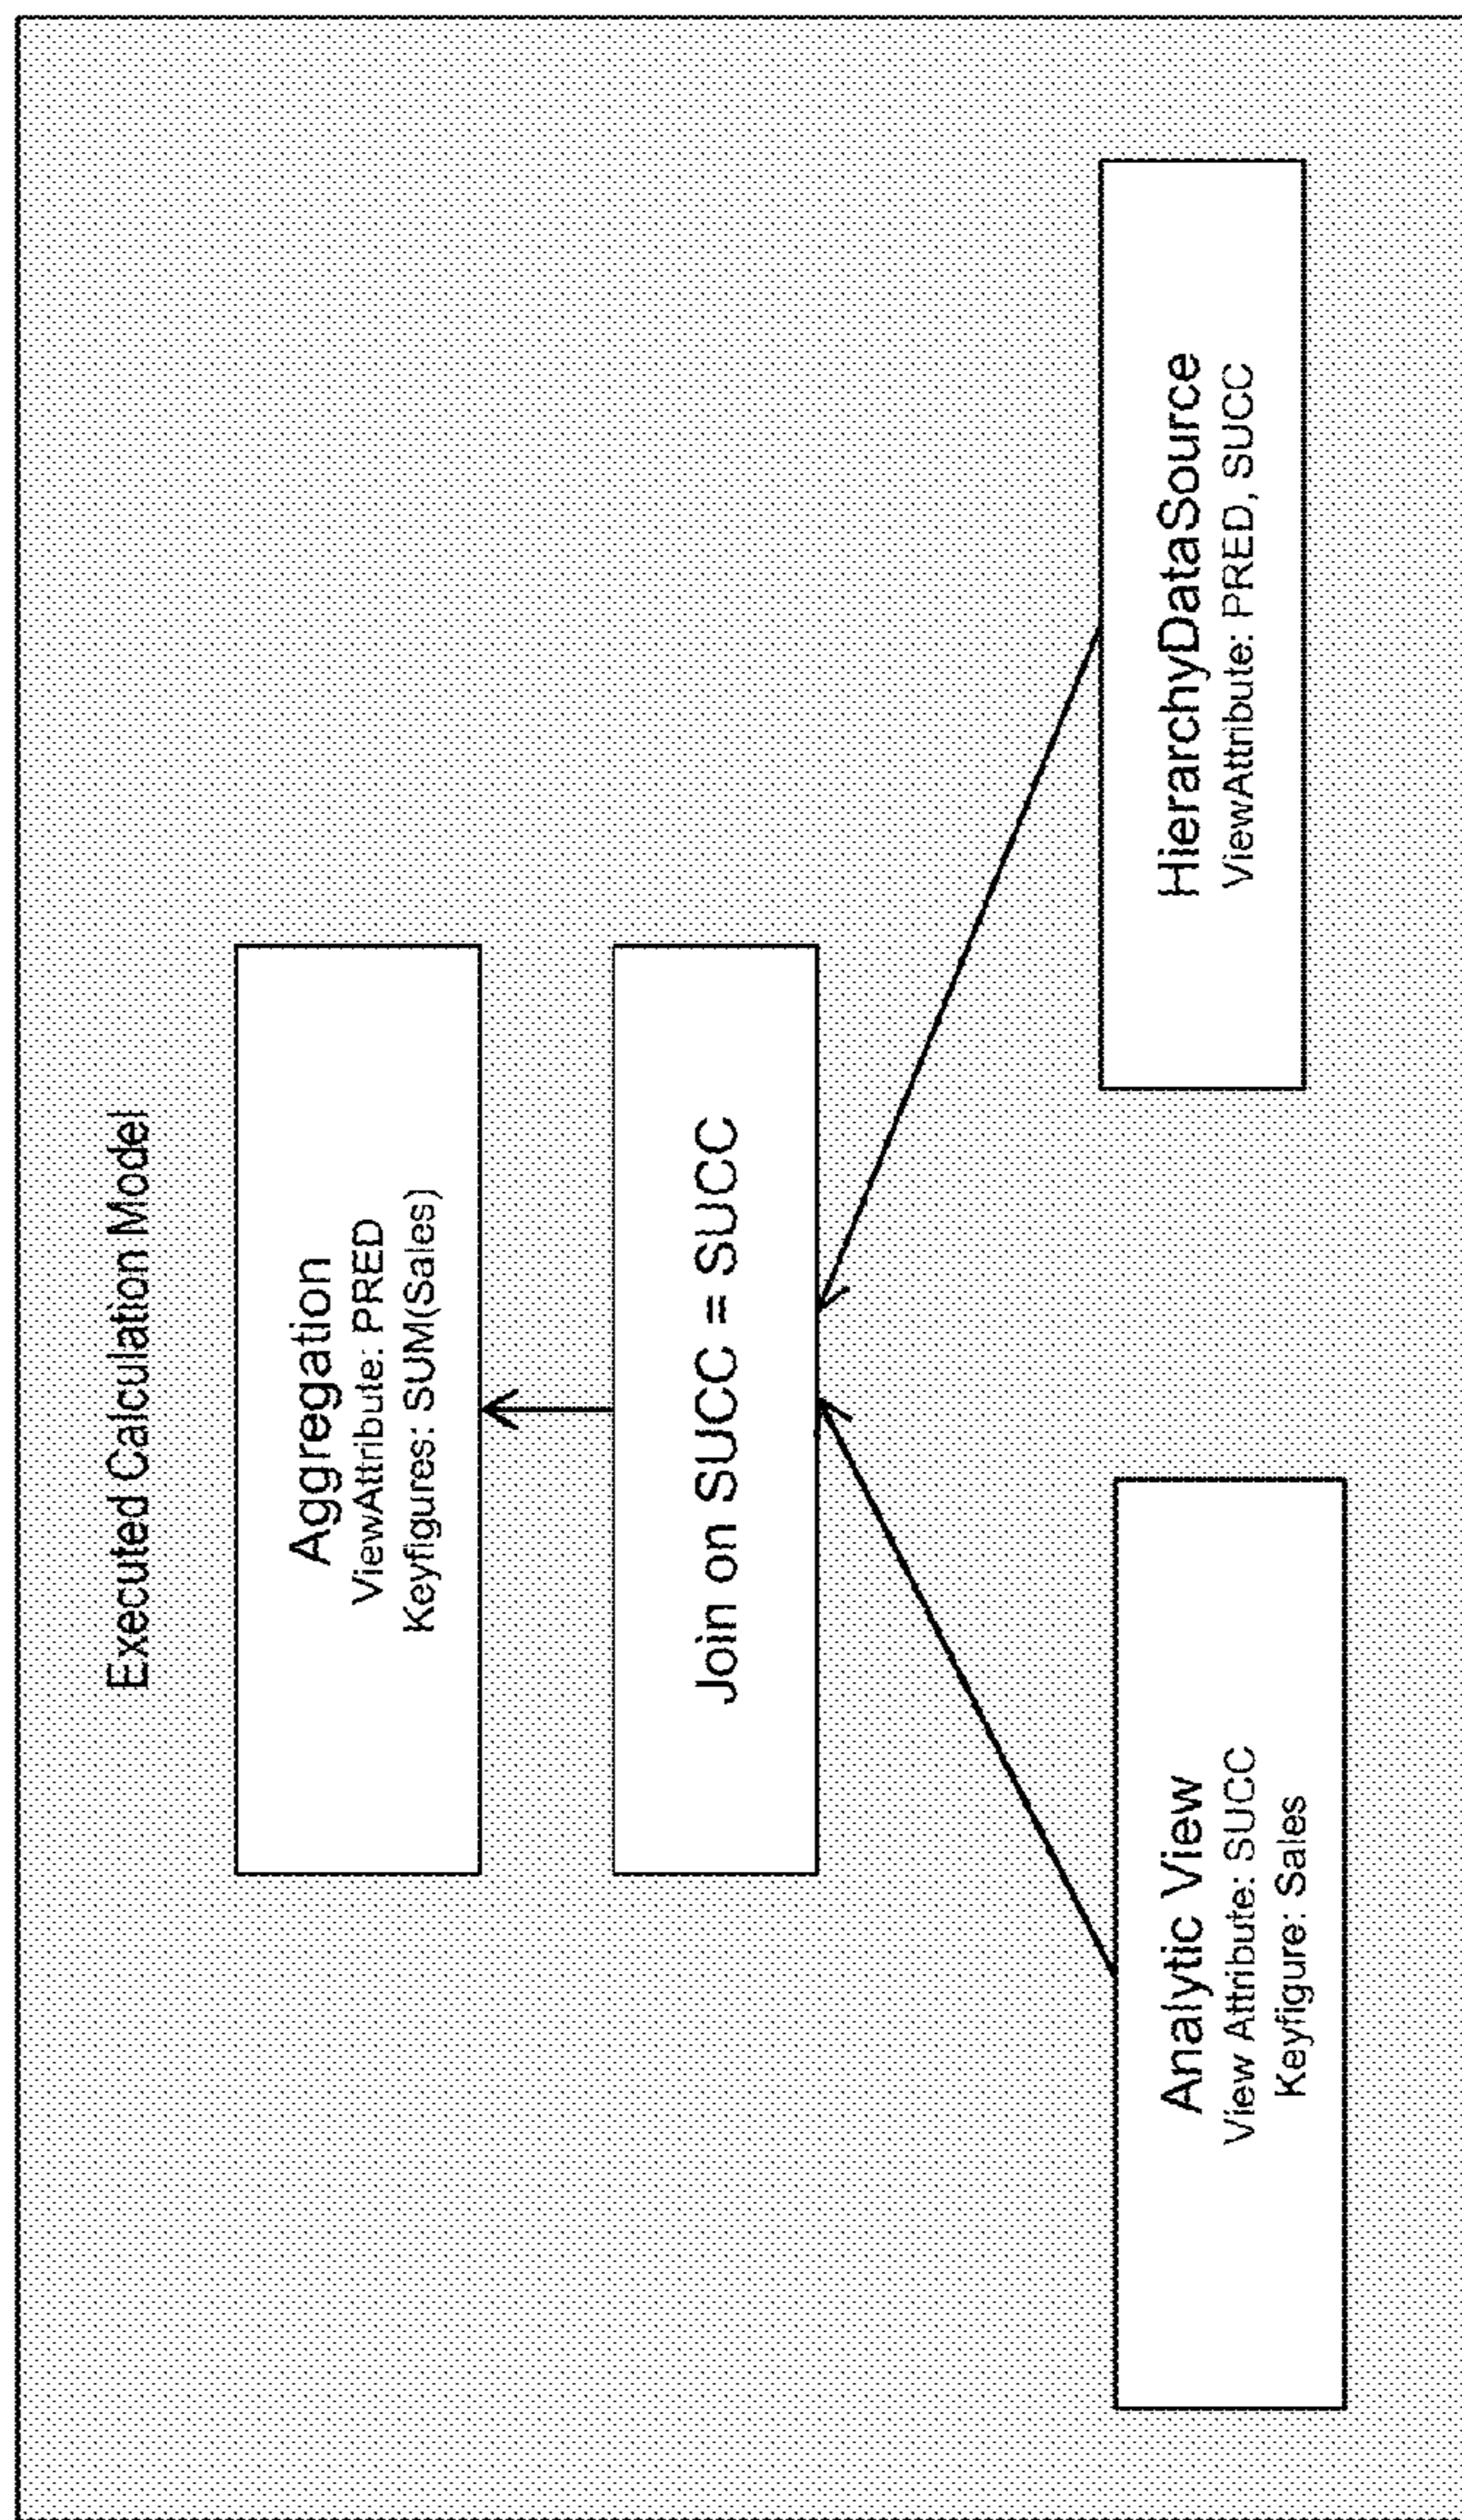 Executed Calculation Model
Aggregation
ViewAttribute: PRED
Keyfigures: SUM(Sales)
Join on SUCC = SUCC
Analytic View
View Attribute: SUCC
Keyfigure: Sales
HierarchyDataSource
ViewAttribute: PRED, SUCC